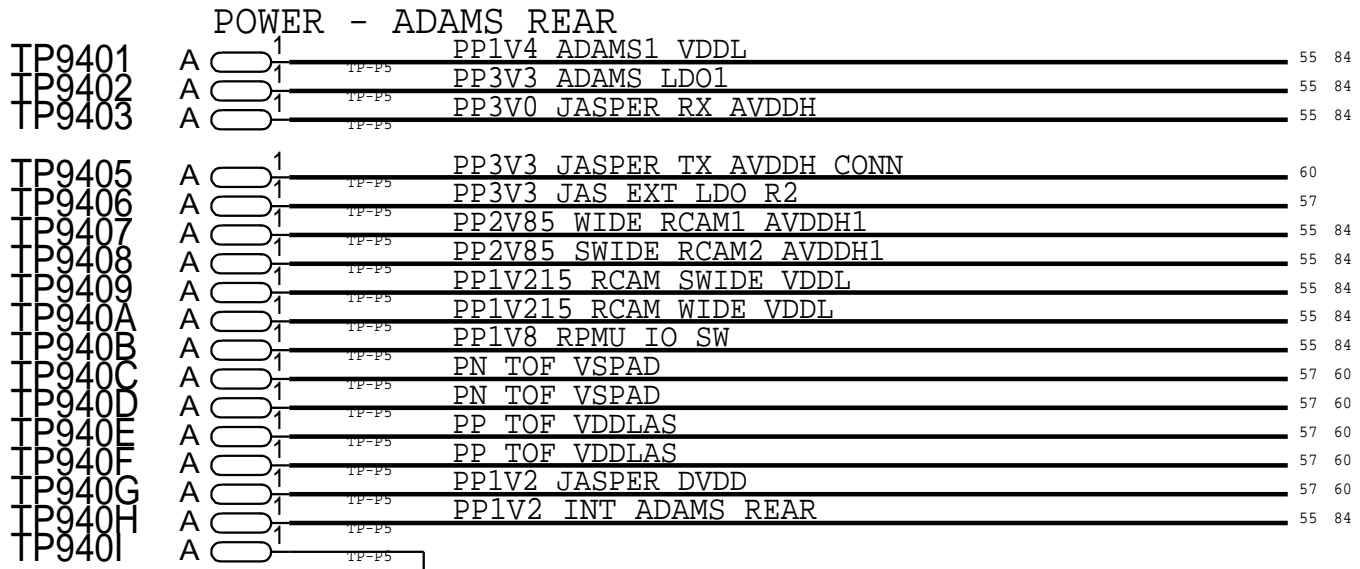 POWER - ADAMS REAR
TP9401 A 1 TP-P5 PP1V4 ADAMS1 VDDL 55 84
TP9402 A 1 TP-P5 PP3V3 ADAMS LDO1 55 84
TP9403 A 1 TP-P5 PP3V0 JASPER RX AVDDH 55 84
TP9405 A 1 TP-P5 PP3V3 JASPER TX AVDDH CONN 60
TP9406 A 1 TP-P5 PP3V3 JAS EXT LDO R2 57
TP9407 A 1 TP-P5 PP2V85 WIDE RCAM1 AVDDH1 55 84
TP9408 A 1 TP-P5 PP2V85 SWIDE RCAM2 AVDDH1 55 84
TP9409 A 1 TP-P5 PP1V215 RCAM SWIDE VDDL 55 84
TP940A A 1 TP-P5 PP1V215 RCAM WIDE VDDL 55 84
TP940B A 1 TP-P5 PP1V8 RPMU IO SW 55 84
TP940C A 1 TP-P5 PN TOF VSPAD 57 60
TP940D A 1 TP-P5 PN TOF VSPAD 57 60
TP940E A 1 TP-P5 PP TOF VDDLAS 57 60
TP940F A 1 TP-P5 PP TOF VDDLAS 57 60
TP940G A 1 TP-P5 PP1V2 JASPER DVDD 57 60
TP940H A 1 TP-P5 PP1V2 INT ADAMS REAR 55 84
TP940I A 1 TP-P5